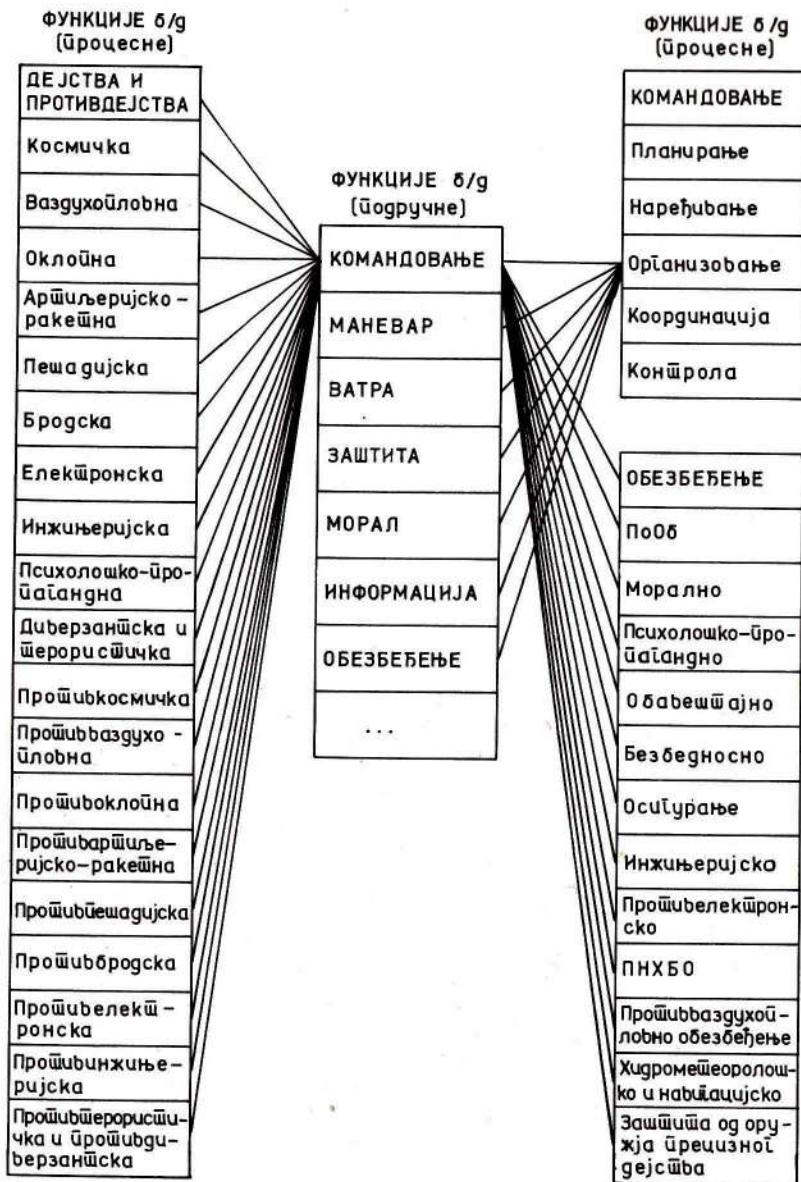 ФУНКЦИЈЕ б/д
(процесне)
ДЕЈСТВА И
ПРОТИВДЕЈСТВА
Космичка
Ваздухопловна
Оклопна
Артиљеријско-
ракетна
Пешадијска
Бродска
Електронска
Инжињеријска
Психолошко-про-
пагандна
Диверзантска и
терористичка
Противкосмичка
Противваздухо-
пловна
Противоклопна
Противартиље-
ријско-ракетна
Противпешадијска
Противбродска
Противелект-
ронска
Противинжиње-
ријска
Противтерористи-
чка и противди-
верзантска
ФУНКЦИЈЕ б/д
(подручне)
КОМАНДОВАЊЕ
МАНЕВАР
ВАТРА
ЗАШТИТА
МОРАЛ
ИНФОРМАЦИЈА
ОБЕЗБЕЂЕЊЕ
...
ФУНКЦИЈЕ б/д
(процесне)
КОМАНДОВАЊЕ
Планирање
Наређивање
Организовање
Координација
Контрола
ОБЕЗБЕЂЕЊЕ
ПоОб
Морално
Психолошко-про-
пагандно
Обавештајно
Безбедносно
Осигурање
Инжињеријско
Противелектрон-
ско
ПНХБО
Противваздухоп-
ловно обезбеђење
Хидрометеоролош-
ко и навигацијско
Заштита од ору-
жја прецизног
дејства